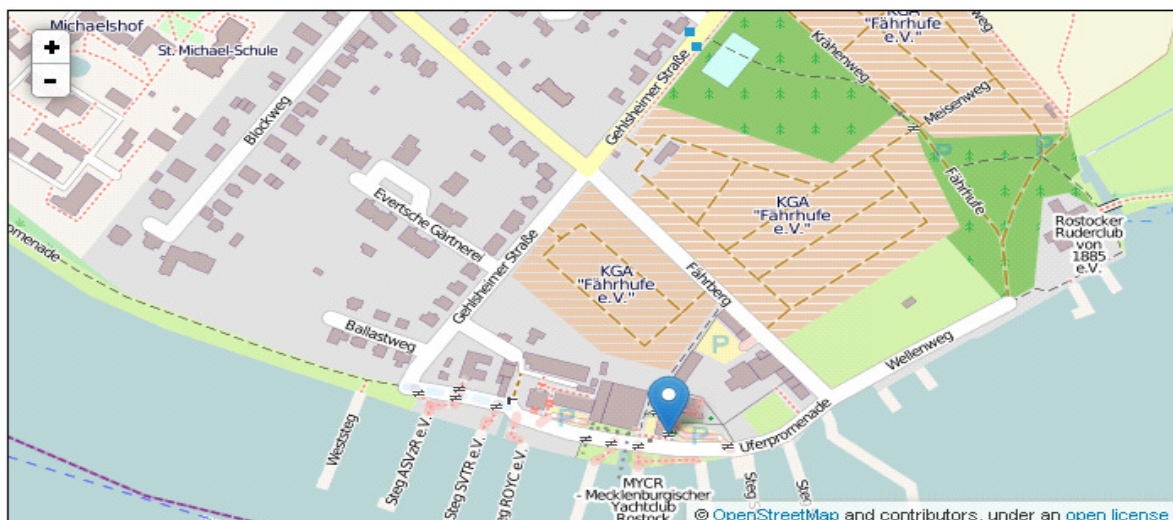 Michaelshof
+
St. Michael-Schule
-
Blockweg
Gehlsheimer Straße
KGA
"Fährhufe
e.V."
Krähenweg
Meisenweg
Fährhufe
P
P
Evertsche Gärtnerei
KGA
"Fährhufe
e.V."
Rostocker
Ruderclub
von
1885
e.V.
Gehlsheimer Straße
KGA
"Fährhufe
e.V."
Fährberg
Ballastweg
P
Wellenweg
P
P
Uferpromenade
Weststeg
Steg ASV2R e.V.
Steg SVTR e.V.
Steg ROYC e.V.
MYCR
- Mecklenburgischer
Yachtclub
Rostock
Steg
Steg
© OpenStreetMap and contributors, under an open license